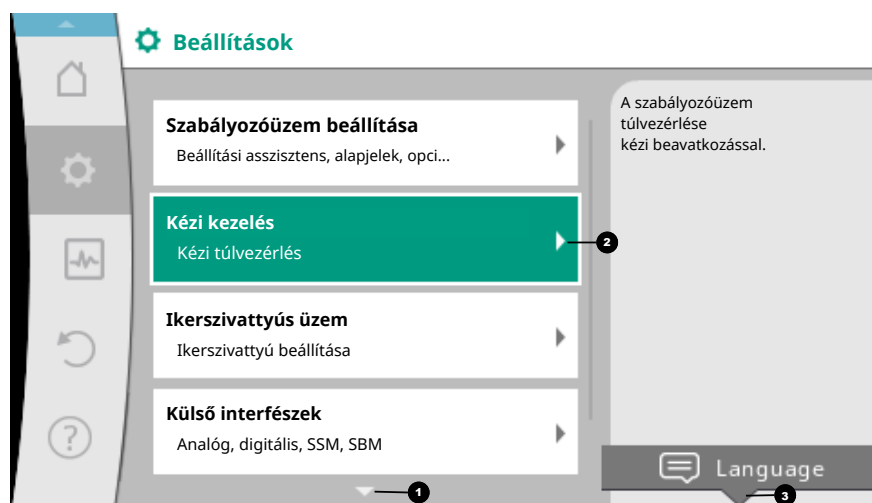 Beállítások
Szabályozóüzem beállítása
Beállítási asszisztens, alapjelek, opci...
Kézi kezelés
Kézi túlvezérlés
2
Ikerszivattyús üzem
Ikerszivattyú beállítása
Külső interfészek
Analóg, digitális, SSM, SBM
1
?
A szabályozóüzem
túlvezérlése
kézi beavatkozással.
Language
3